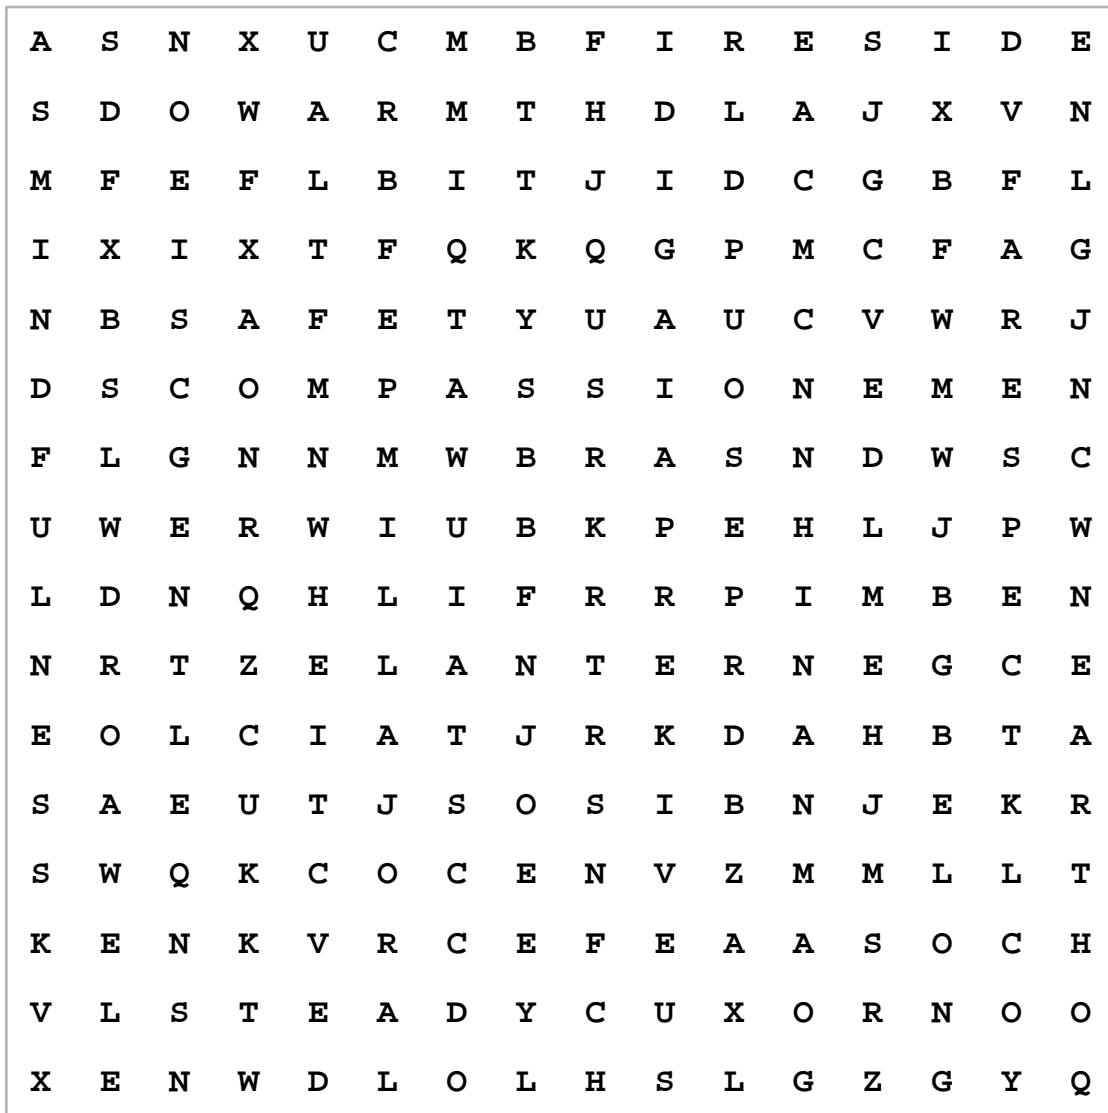 A S N X U C M B F I R E S I D E
S D O W A R M T H D L A J X V N
M F E F L B I T J I D C G B F L
I X I X T F Q K Q G P M C F A G
N B S A F E T Y U A U C V W R J
D S C O M P A S S I O N E M E N
F L G N N M W B R A S N D W S C
U W E R W I U B K P E H L J P W
L D N Q H L I F R R P I M B E N
N R T Z E L A N T E R N E G C E
E O L C I A T J R K D A H B T A
S A E U T J S O S I B N J E K R
S W Q K C O C E N V Z M M L L T
K E N K V R C E F E A A S O C H
V L S T E A D Y C U X O R N O O
X E N W D L O L H S L G Z G Y Q